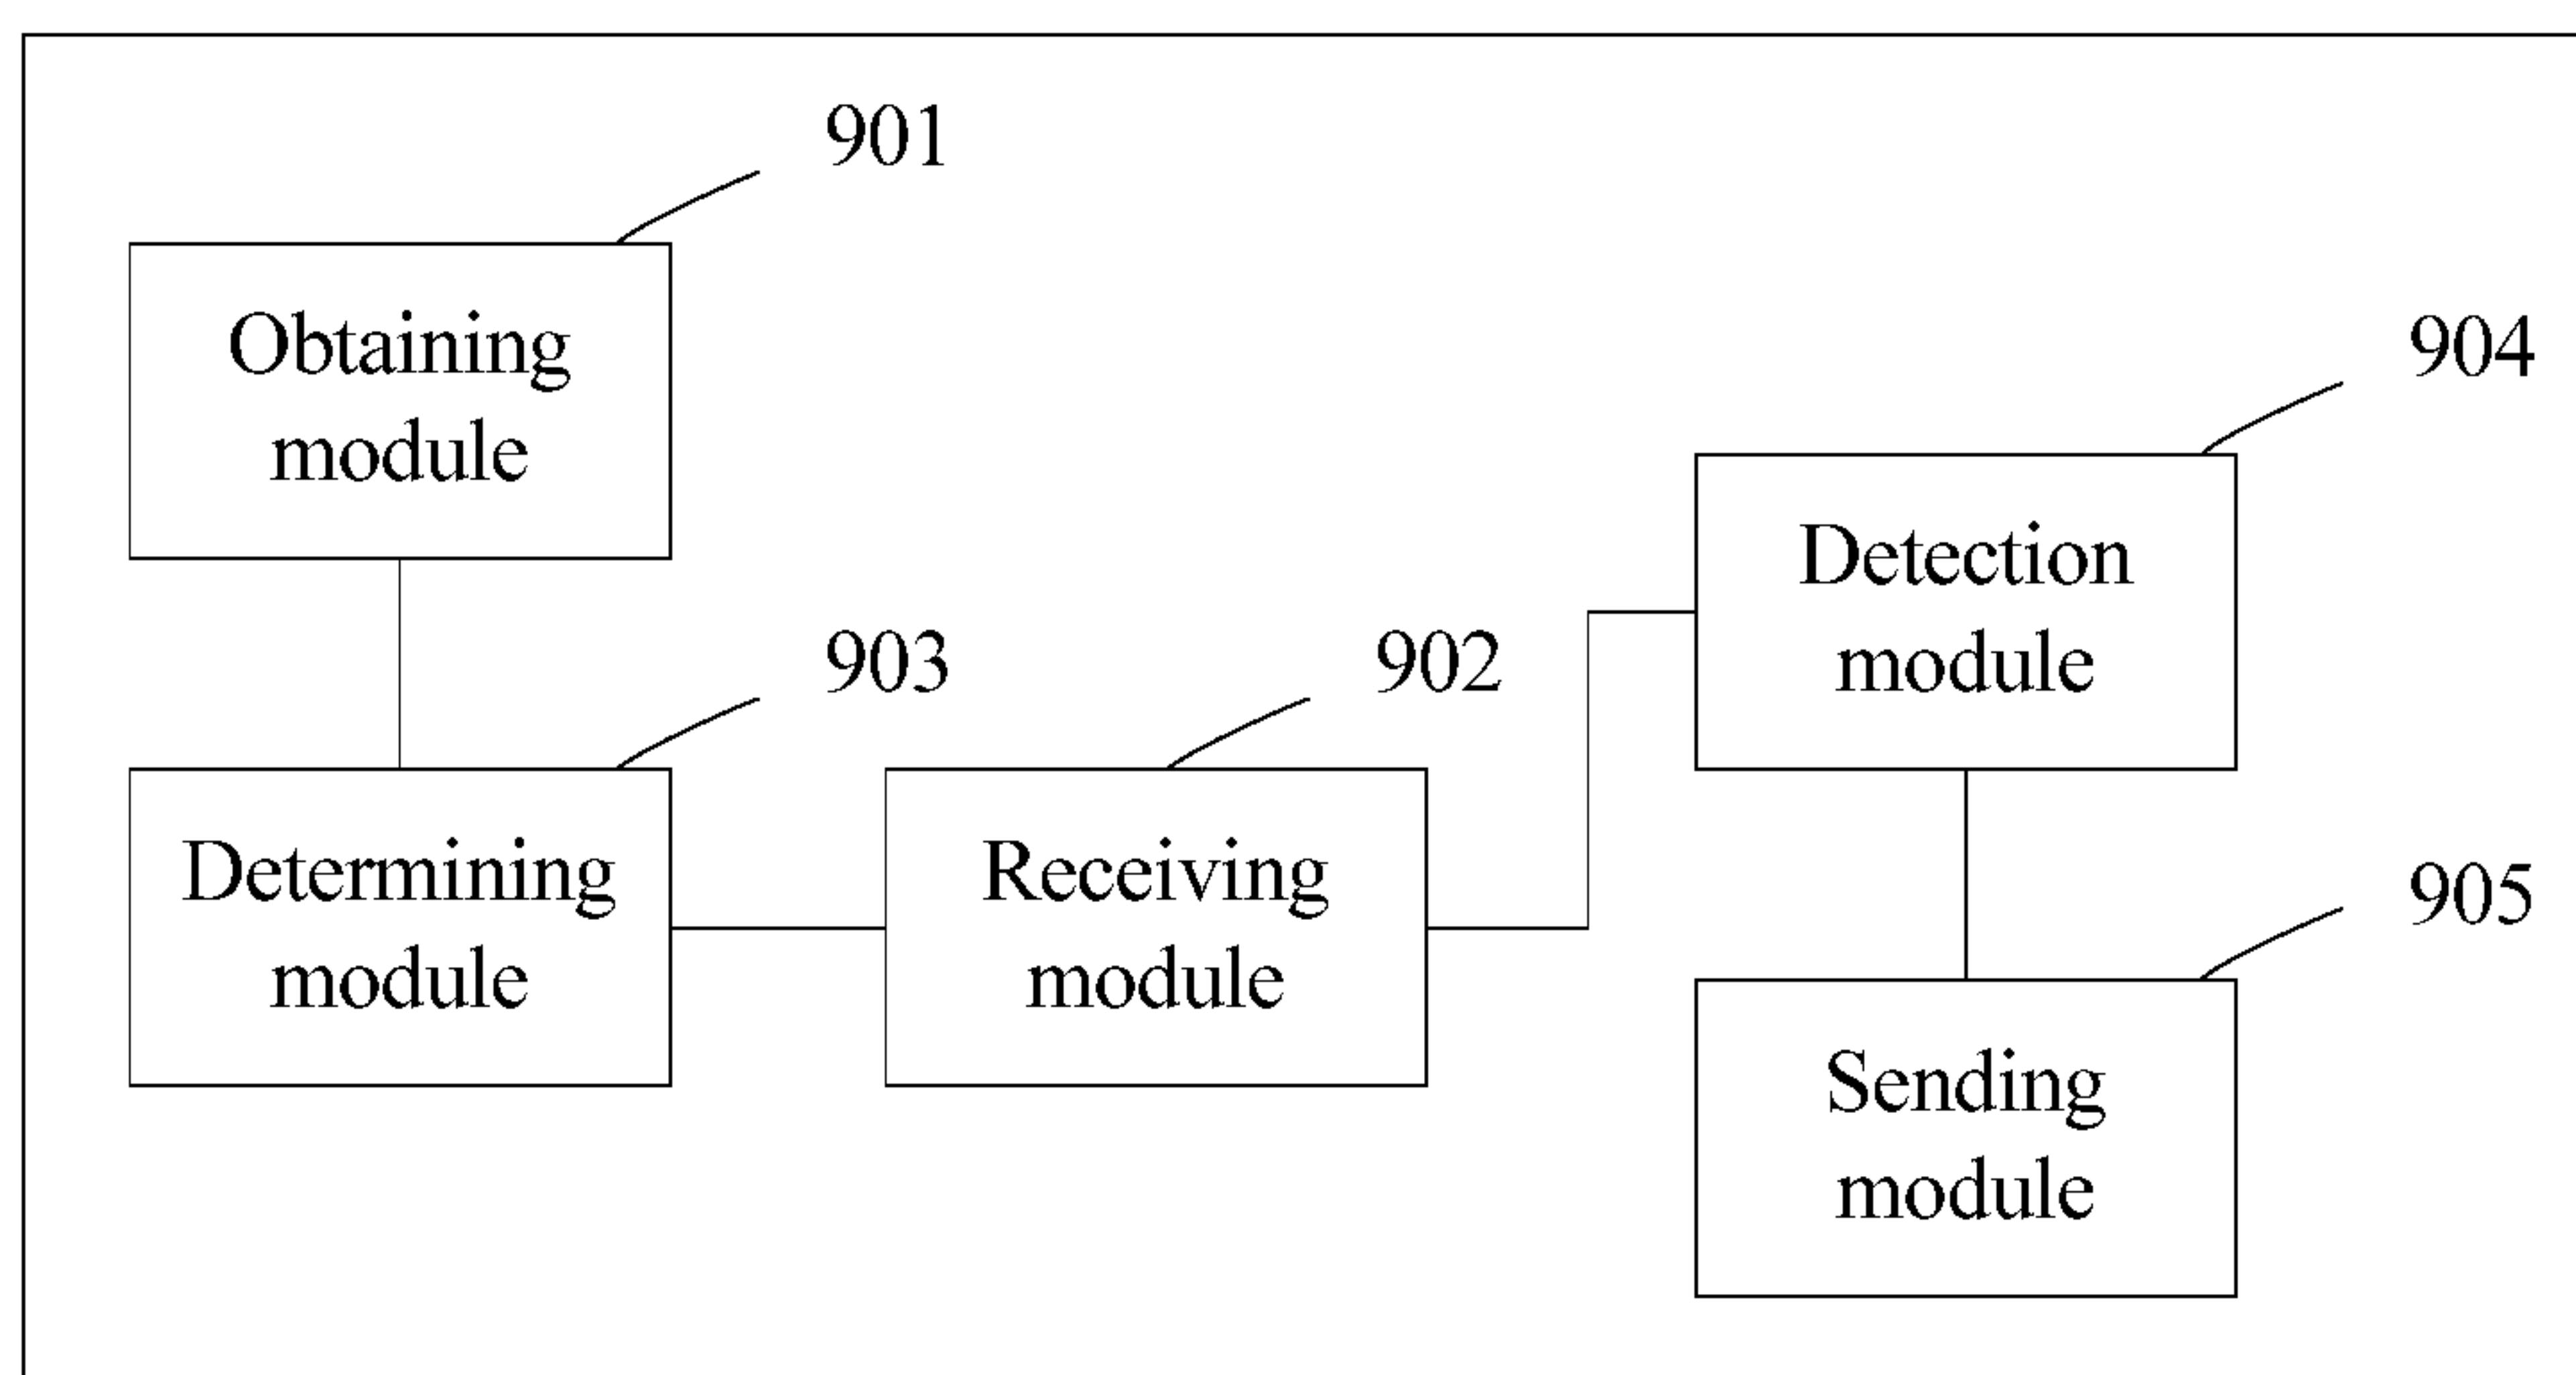 901
Obtaining
module
904
Detection
module
903
902
Determining
module
Receiving
module
905
Sending
module